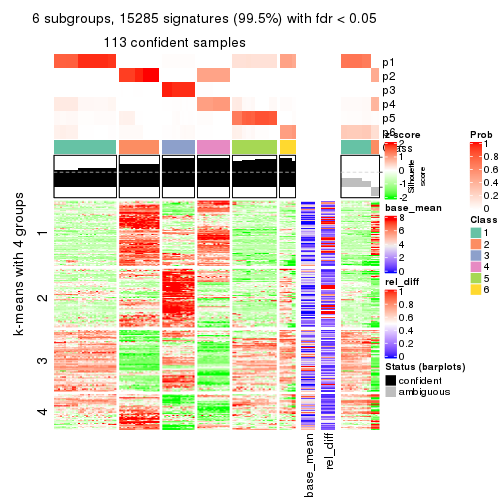 6 subgroups, 15285 signatures (99.5%) with fdr < 0.05
113 confident samples
p1
p2
p3
p4
p5
p6
Class
Silhouette
score
k-means with 4 groups
1
2
3
4
base_mean
rel_diff
z-score
2
1
0
-1
-2
base_mean
8
6
4
2
0
rel_diff
1
0.8
0.6
0.4
0.2
0
Status (barplots)
confident
ambiguous
Prob
1
0.8
0.6
0.4
0.2
0
Class
1
2
3
4
5
6